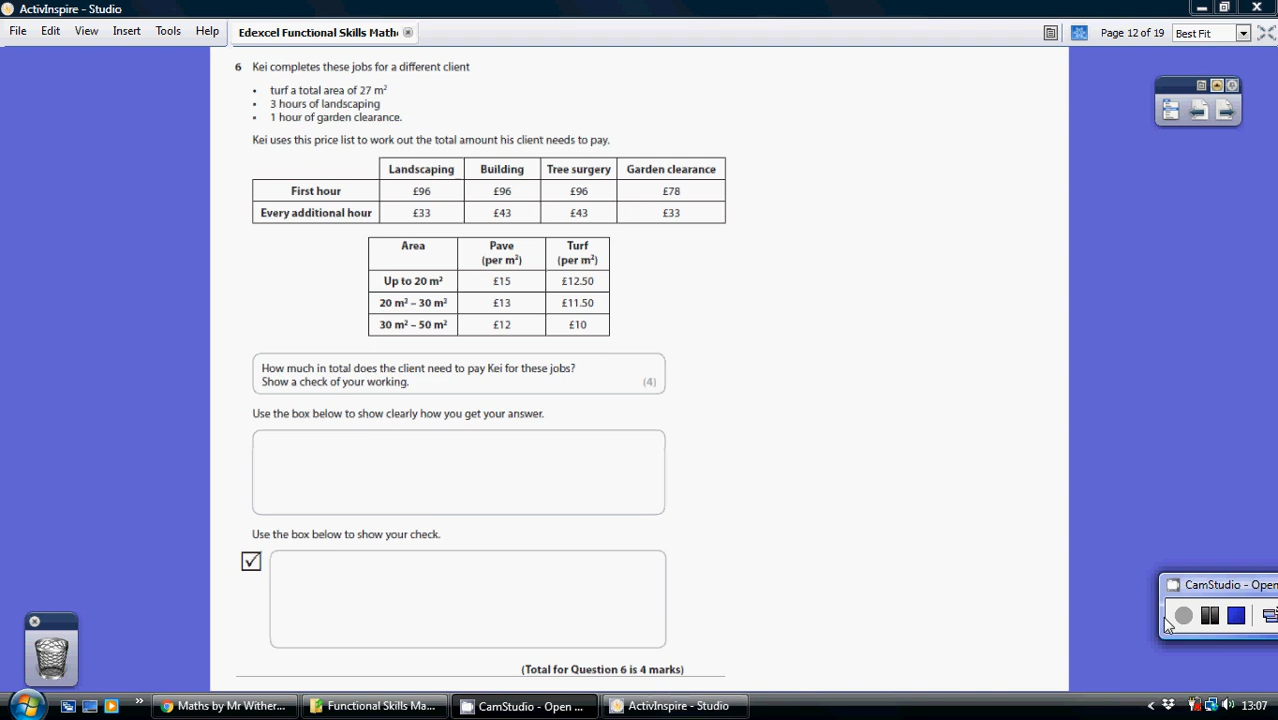 ActivInspire - Studio
File Edit View Insert Tools Help
Edexcel Functional Skills Mathe
Page 12 of 19
Best Fit
6 Kei completes these jobs for a different client
• turf a total area of 27 m²
• 3 hours of landscaping
• 1 hour of garden clearance.
Kei uses this price list to work out the total amount his client needs to pay.
Landscaping Building Tree surgery Garden clearance
First hour £96 £96 £96 £78
Every additional hour £33 £43 £43 £33
Area Pave Turf
(per m²) (per m²)
Up to 20 m² £15 £12.50
20 m² – 30 m² £13 £11.50
30 m² – 50 m² £12 £10
How much in total does the client need to pay Kei for these jobs?
Show a check of your working. (4)
Use the box below to show clearly how you get your answer.
Use the box below to show your check.
(Total for Question 6 is 4 marks)
CamStudio - Open
Maths by Mr Wither... Functional Skills Ma... CamStudio - Open ... ActivInspire - Studio 13:07